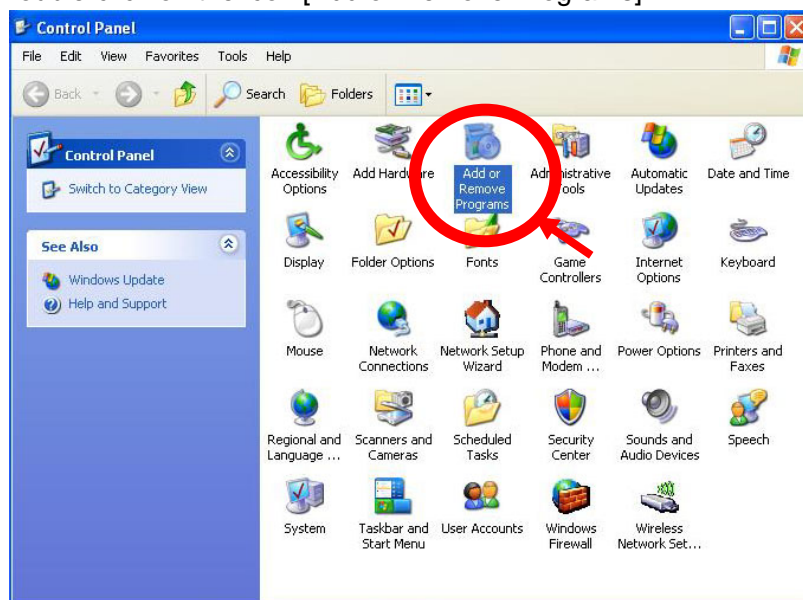 Control Panel
File Edit View Favorites Tools Help
Back Search Folders
Control Panel
Switch to Category View
See Also
Windows Update
Help and Support
Accessibility Options
Add Hardware
Add or Remove Programs
Administrative Tools
Automatic Updates
Date and Time
Display
Folder Options
Fonts
Game Controllers
Internet Options
Keyboard
Mouse
Network Connections
Network Setup Wizard
Phone and Modem ...
Power Options
Printers and Faxes
Regional and Language ...
Scanners and Cameras
Scheduled Tasks
Security Center
Sounds and Audio Devices
Speech
System
Taskbar and Start Menu
User Accounts
Windows Firewall
Wireless Network Set...